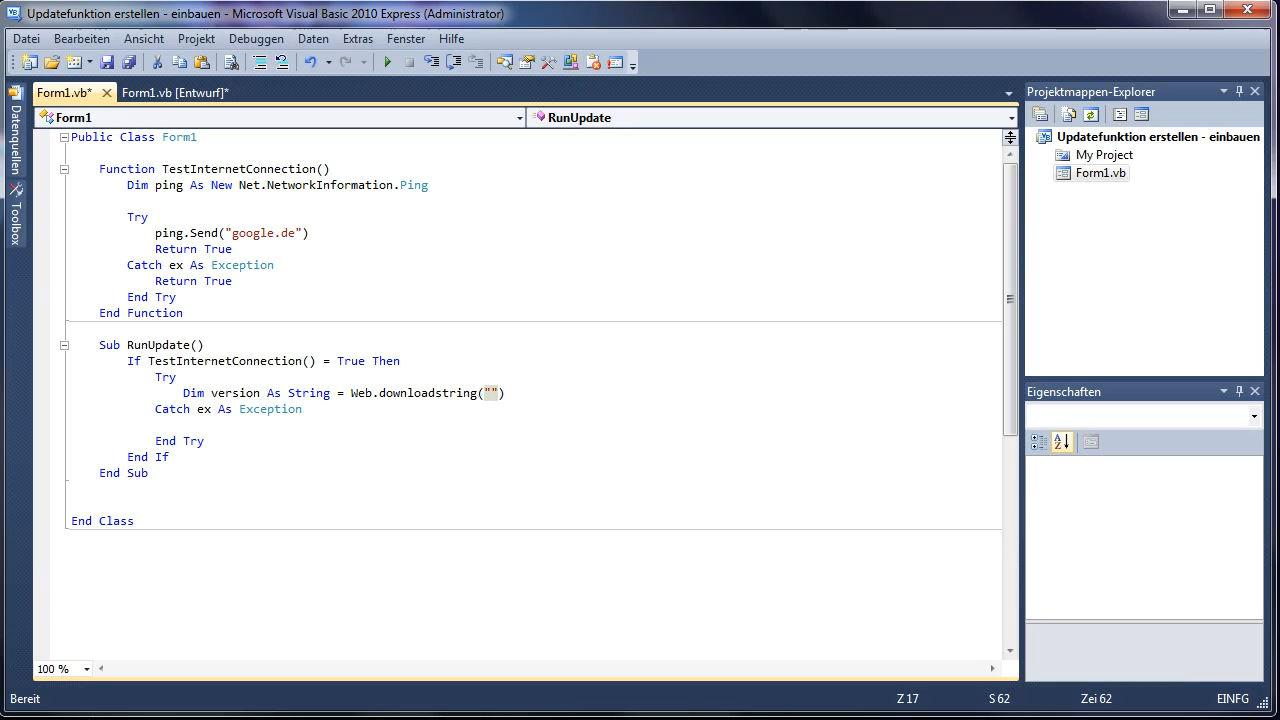 Updatefunktion erstellen - einbauen - Microsoft Visual Basic 2010 Express (Administrator)
Datei Bearbeiten Ansicht Projekt Debuggen Daten Extras Fenster Hilfe
Form1.vb* Form1.vb [Entwurf]*
Form1 RunUpdate
Datenquellen
Toolbox
Public Class Form1
Function TestInternetConnection()
Dim ping As New Net.NetworkInformation.Ping
Try
ping.Send("google.de")
Return True
Catch ex As Exception
Return True
End Try
End Function
Sub RunUpdate()
If TestInternetConnection() = True Then
Try
Dim version As String = Web.downloadstring("")
Catch ex As Exception
End Try
End If
End Sub
End Class
100 %
Projektmappen-Explorer
Updatefunktion erstellen - einbauen
My Project
Form1.vb
Eigenschaften
Bereit Z 17 S 62 Zei 62 EINFG